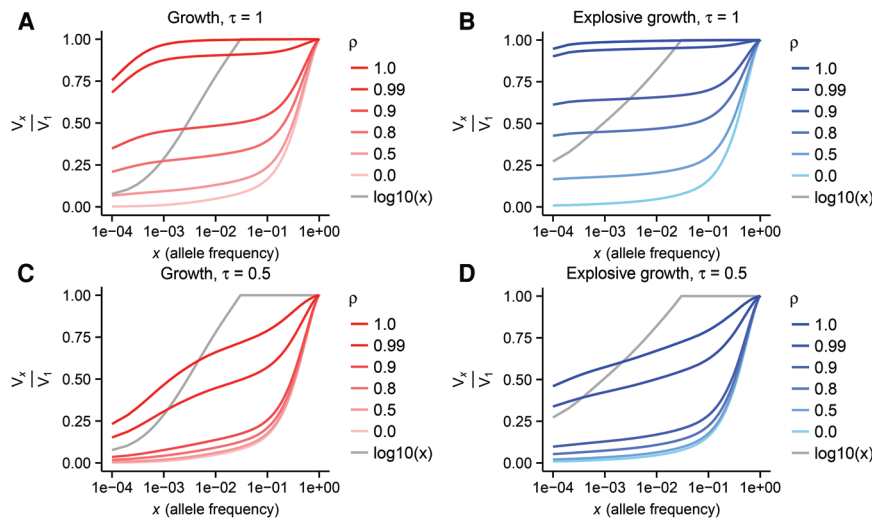 A
Growth, τ = 1
1.00
0.75
0.50
0.25
0.00
Vx
V1
1e−04 1e−03 1e−02 1e−01 1e+00
x (allele frequency)
ρ
1.0
0.99
0.9
0.8
0.5
0.0
log10(x)
B
Explosive growth, τ = 1
1.00
0.75
0.50
0.25
0.00
Vx
V1
1e−04 1e−03 1e−02 1e−01 1e+00
x (allele frequency)
ρ
1.0
0.99
0.9
0.8
0.5
0.0
log10(x)
C
Growth, τ = 0.5
1.00
0.75
0.50
0.25
0.00
Vx
V1
1e−04 1e−03 1e−02 1e−01 1e+00
x (allele frequency)
ρ
1.0
0.99
0.9
0.8
0.5
0.0
log10(x)
D
Explosive growth, τ = 0.5
1.00
0.75
0.50
0.25
0.00
Vx
V1
1e−04 1e−03 1e−02 1e−01 1e+00
x (allele frequency)
ρ
1.0
0.99
0.9
0.8
0.5
0.0
log10(x)